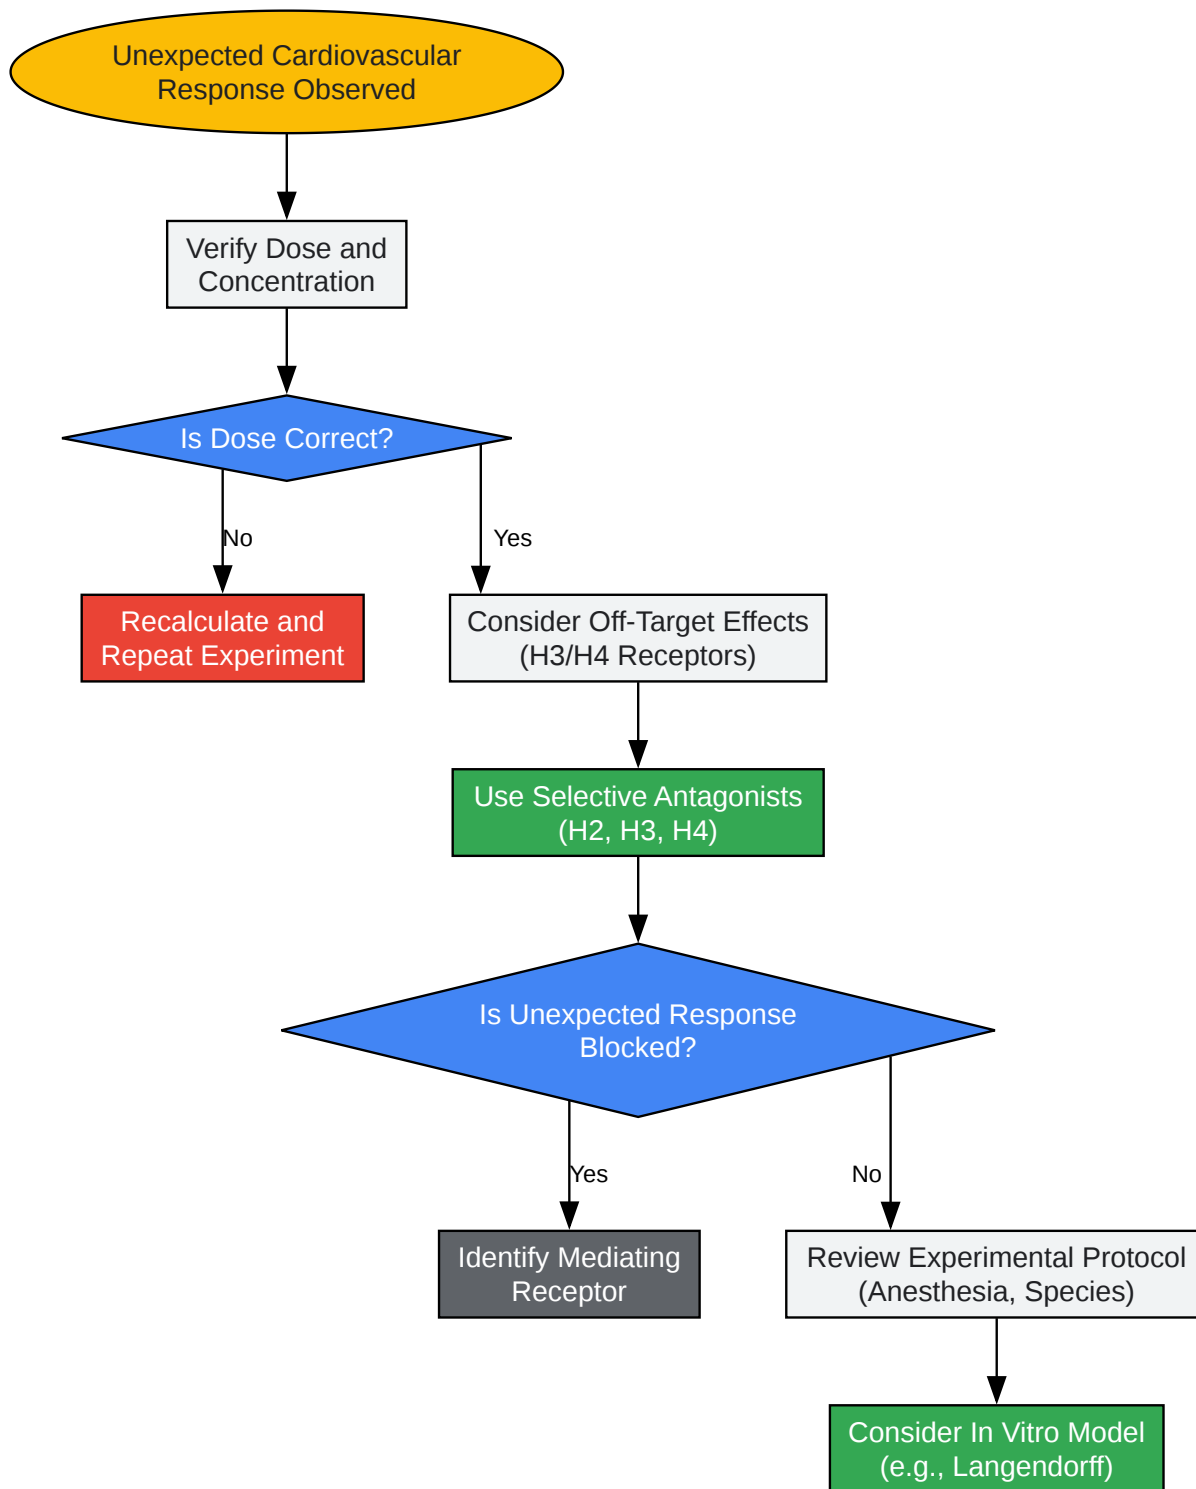 Unexpected Cardiovascular
Response Observed
Verify Dose and
Concentration
Is Dose Correct?
No
Yes
Recalculate and
Repeat Experiment
Consider Off-Target Effects
(H3/H4 Receptors)
Use Selective Antagonists
(H2, H3, H4)
Is Unexpected Response
Blocked?
Yes
No
Identify Mediating
Receptor
Review Experimental Protocol
(Anesthesia, Species)
Consider In Vitro Model
(e.g., Langendorff)